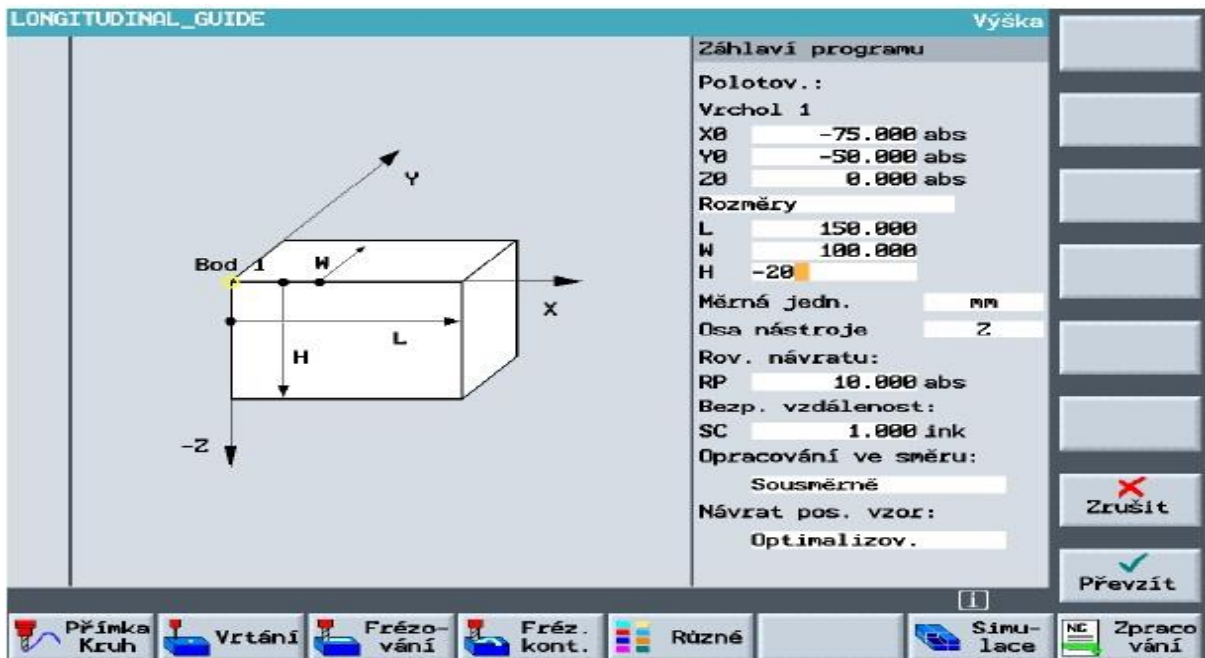 LONGITUDINAL_GUIDE
Výška
Záhlaví programu
Polotov.:
Vrchol 1
X0 -75.000 abs
Y0 -50.000 abs
Z0 0.000 abs
Rozměry
L 150.000
W 100.000
H -20
Měrná jedn. mm
Osa nástroje Z
Rov. návratu:
RP 10.000 abs
Bezp. vzdálenost:
SC 1.000 ink
Opracování ve směru:
Sousměrně
Návrat pos. vzor:
Optimalizov.
Y
Bod 1
W
X
L
H
-Z
Zrušit
Převzít
i
Přímka
Kruh
Vrtání
Frézo-
vání
Fréz.
kont.
Různé
Simu-
lace
NC
Zpraco
vání